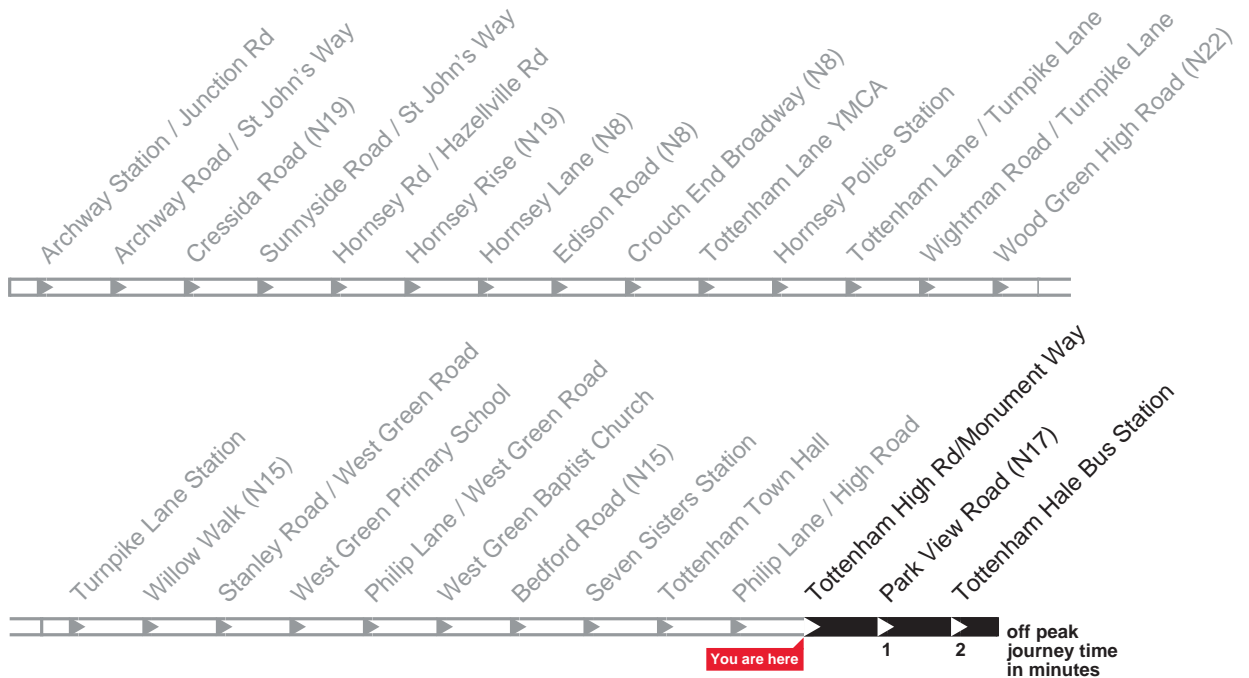 Archway Station / Junction Rd
Archway Road / St John's Way
Cressida Road (N19)
Sunnyside Road / St John's Way
Hornsey Rd / Hazellville Rd
Hornsey Rise (N19)
Hornsey Lane (N8)
Edison Road (N8)
Crouch End Broadway (N8)
Tottenham Lane YMCA
Hornsey Police Station
Tottenham Lane / Turnpike Lane
Wightman Road / Turnpike Lane
Wood Green High Road (N22)
Turnpike Lane Station
Willow Walk (N15)
Stanley Road / West Green Road
West Green Primary School
Philip Lane / West Green Road
West Green Baptist Church
Bedford Road (N15)
Seven Sisters Station
Tottenham Town Hall
Philip Lane / High Road
Tottenham High Rd/Monument Way
Park View Road (N17)
Tottenham Hale Bus Station
You are here
1
2
off peak
journey time
in minutes